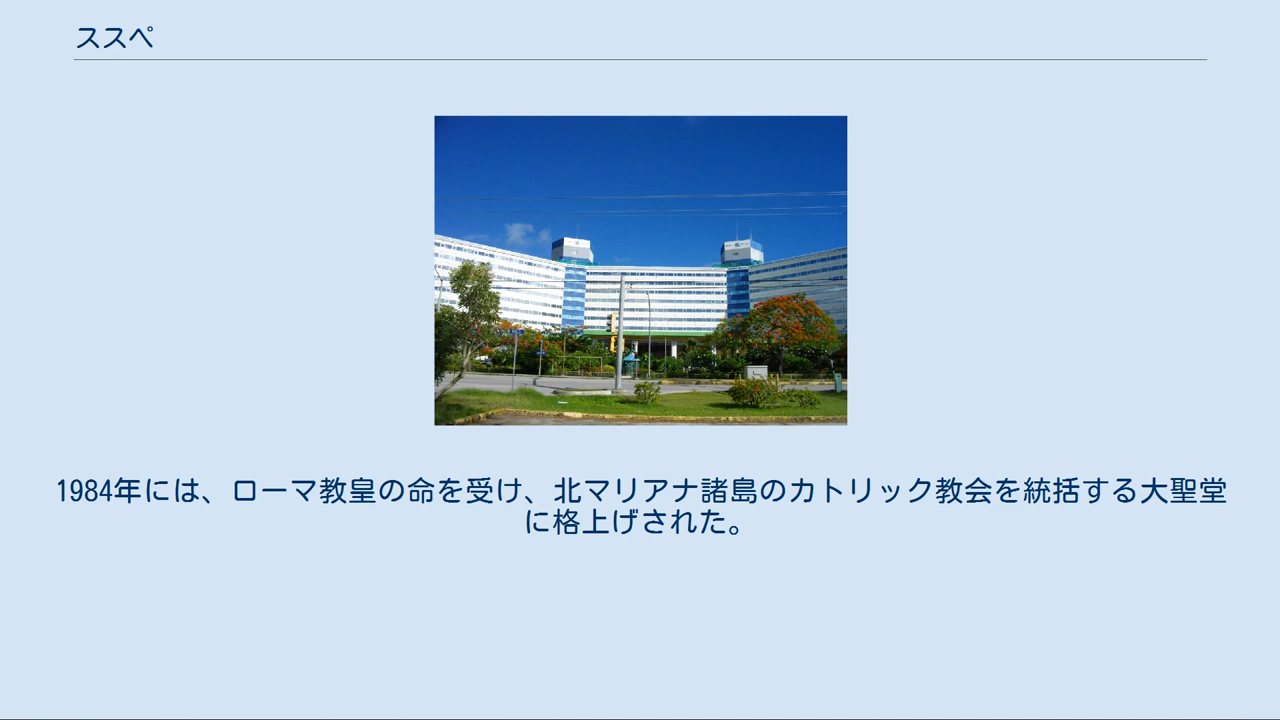 ススペ
1984年には、ローマ教皇の命を受け、北マリアナ諸島のカトリック教会を統括する大聖堂
に格上げされた。